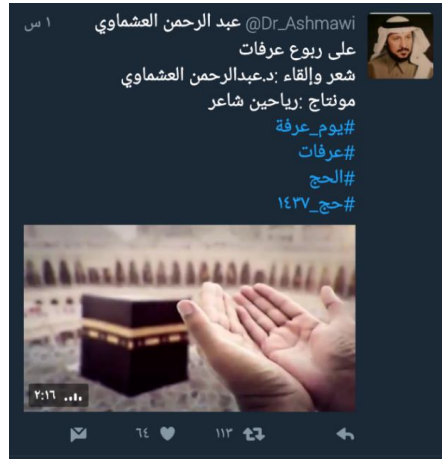 عبد الرحمن العشماوي @Dr_Ashmawi ١ س
على ربوع عرفات
شعر وإلقاء :د.عبدالرحمن العشماوي
مونتاج :رياحين شاعر
#يوم_عرفة
#عرفات
#الحج
#حج_١٤٣٧
٢:١٦
١١٣ ٦٤